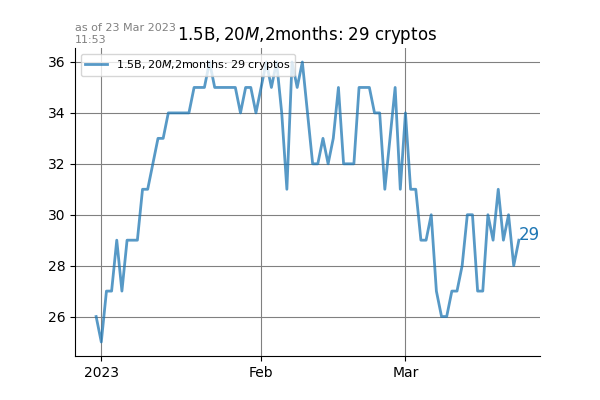 as of 23 Mar 2023
11:53
1.5B, 20M,2months: 29 cryptos
1.5B, 20M,2months: 29 cryptos
36
34
32
30
28
26
29
2023 Feb Mar